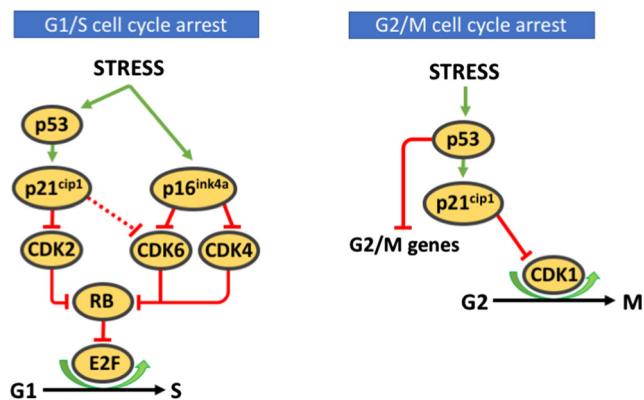 G1/S cell cycle arrest
STRESS
p53
p21cip1
p16ink4a
CDK2
CDK6
CDK4
RB
E2F
G1
S
G2/M cell cycle arrest
STRESS
p53
p21cip1
G2/M genes
CDK1
G2
M